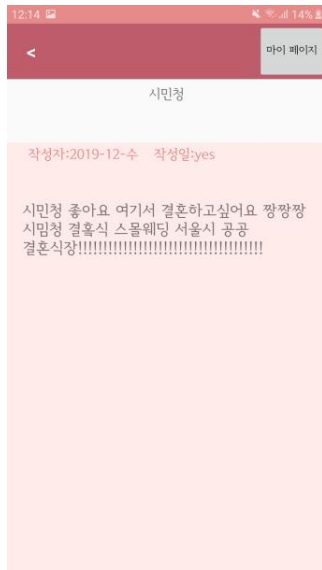 12:14 14%
<
마이 페이지
시민청
작성자:2019-12-수 작성일:yes
시민청 좋아요 여기서 결혼하고싶어요 짱짱짱
시밈청 결혹식 스몰웨딩 서울시 공공
결혼식장!!!!!!!!!!!!!!!!!!!!!!!!!!!!!!!!!!!!!!